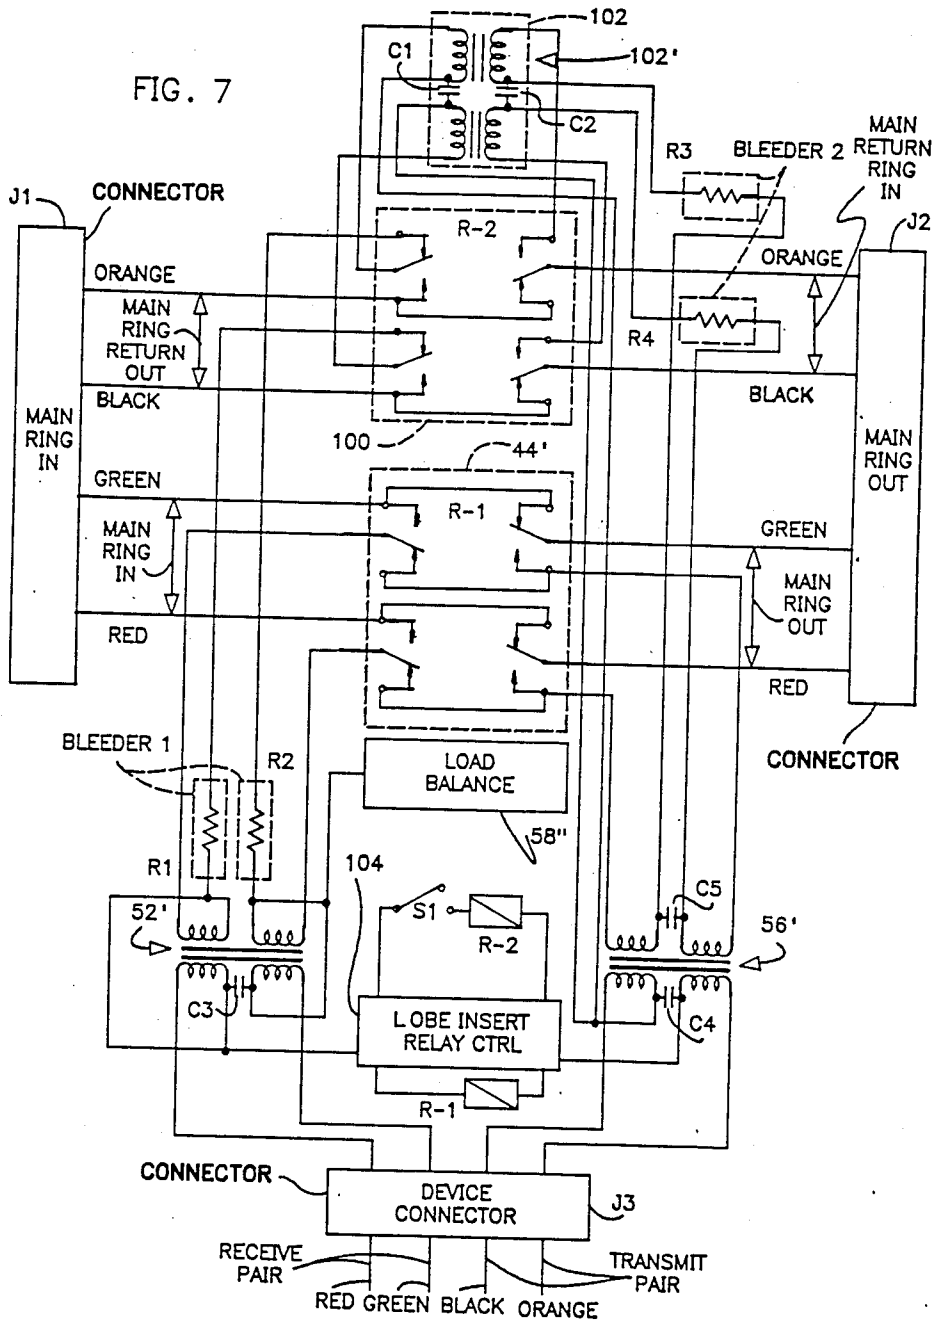 102
102'
C1
FIG. 7
C2
MAIN
RETURN
RING
IN
R3
BLEEDER 2
J1
CONNECTOR
R-2
J2
ORANGE
ORANGE
MAIN
RING
RETURN
OUT
R4
BLACK
BLACK
100
44'
MAIN
RING
IN
MAIN
RING
OUT
GREEN
R-1
GREEN
MAIN
RING
IN
MAIN
RING
OUT
RED
RED
BLEEDER 1
R2
LOAD
BALANCE
CONNECTOR
58"
R1
104
S1
R-2
C5
52'
56'
C3
LOBE INSERT
RELAY CTRL
C4
R-1
CONNECTOR
DEVICE
CONNECTOR
J3
RECEIVE
PAIR
TRANSMIT
PAIR
RED GREEN BLACK ORANGE